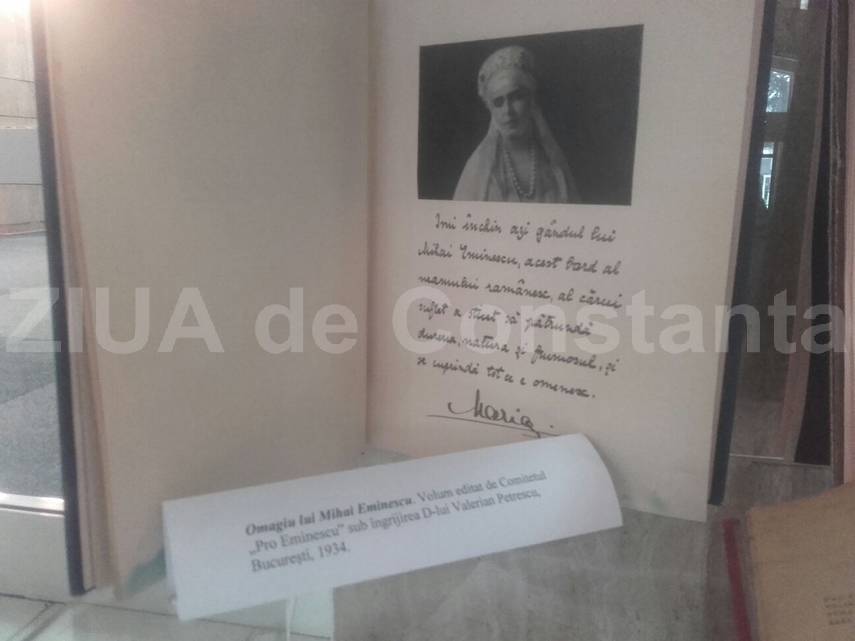 Imi închin azi gândul lui
Mihai Eminescu, acest bard al
neamului românesc, al cărui
suflet a știut să pătrundă
durerea, natura și frumosul, și
se cuprindă tot ce e omenesc.
Maria.
ZIUA de Constanta
Omagiu lui Mihai Eminescu. Volum editat de Comitetul
„Pro Eminescu” sub îngrijirea D-lui Valerian Petrescu,
București, 1934.